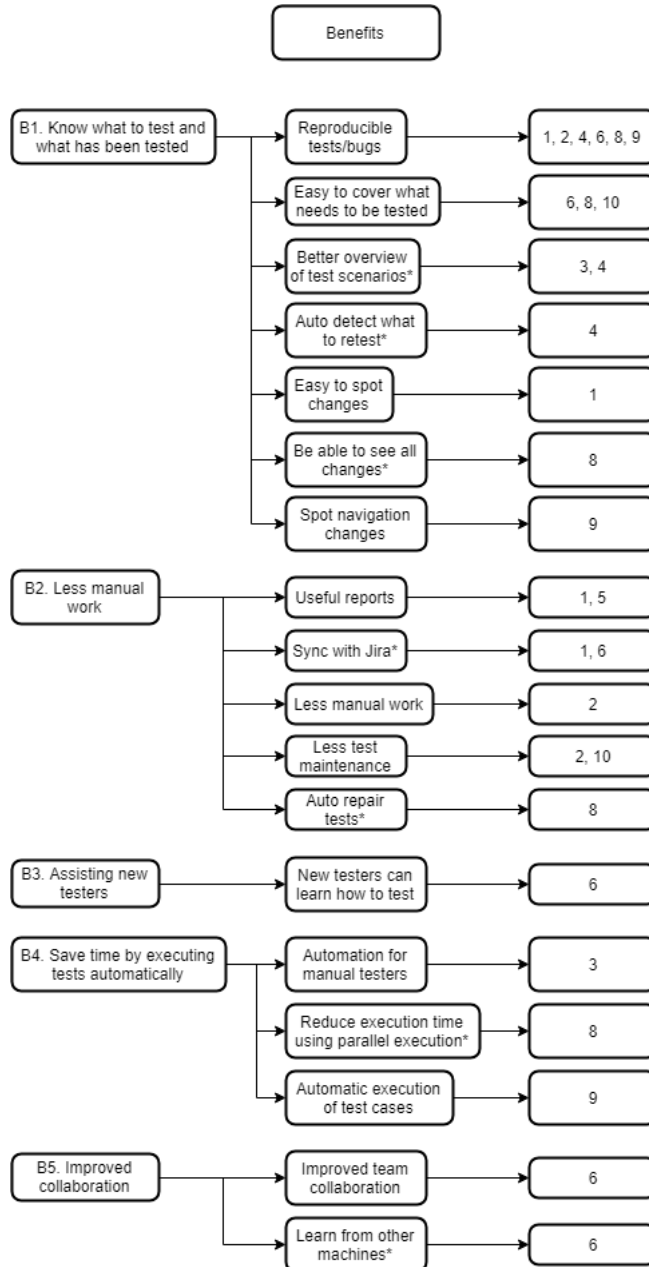 Benefits
B1. Know what to test and
what has been tested
Reproducible
tests/bugs
1, 2, 4, 6, 8, 9
Easy to cover what
needs to be tested
6, 8, 10
Better overview
of test scenarios*
3, 4
Auto detect what
to retest*
4
Easy to spot
changes
1
Be able to see all
changes*
8
Spot navigation
changes
9
B2. Less manual
work
Useful reports
1, 5
Sync with Jira*
1, 6
Less manual work
2
Less test
maintenance
2, 10
Auto repair
tests*
8
B3. Assisting new
testers
New testers can
learn how to test
6
B4. Save time by executing
tests automatically
Automation for
manual testers
3
Reduce execution time
using parallel execution*
8
Automatic execution
of test cases
9
B5. Improved
collaboration
Improved team
collaboration
6
Learn from other
machines*
6